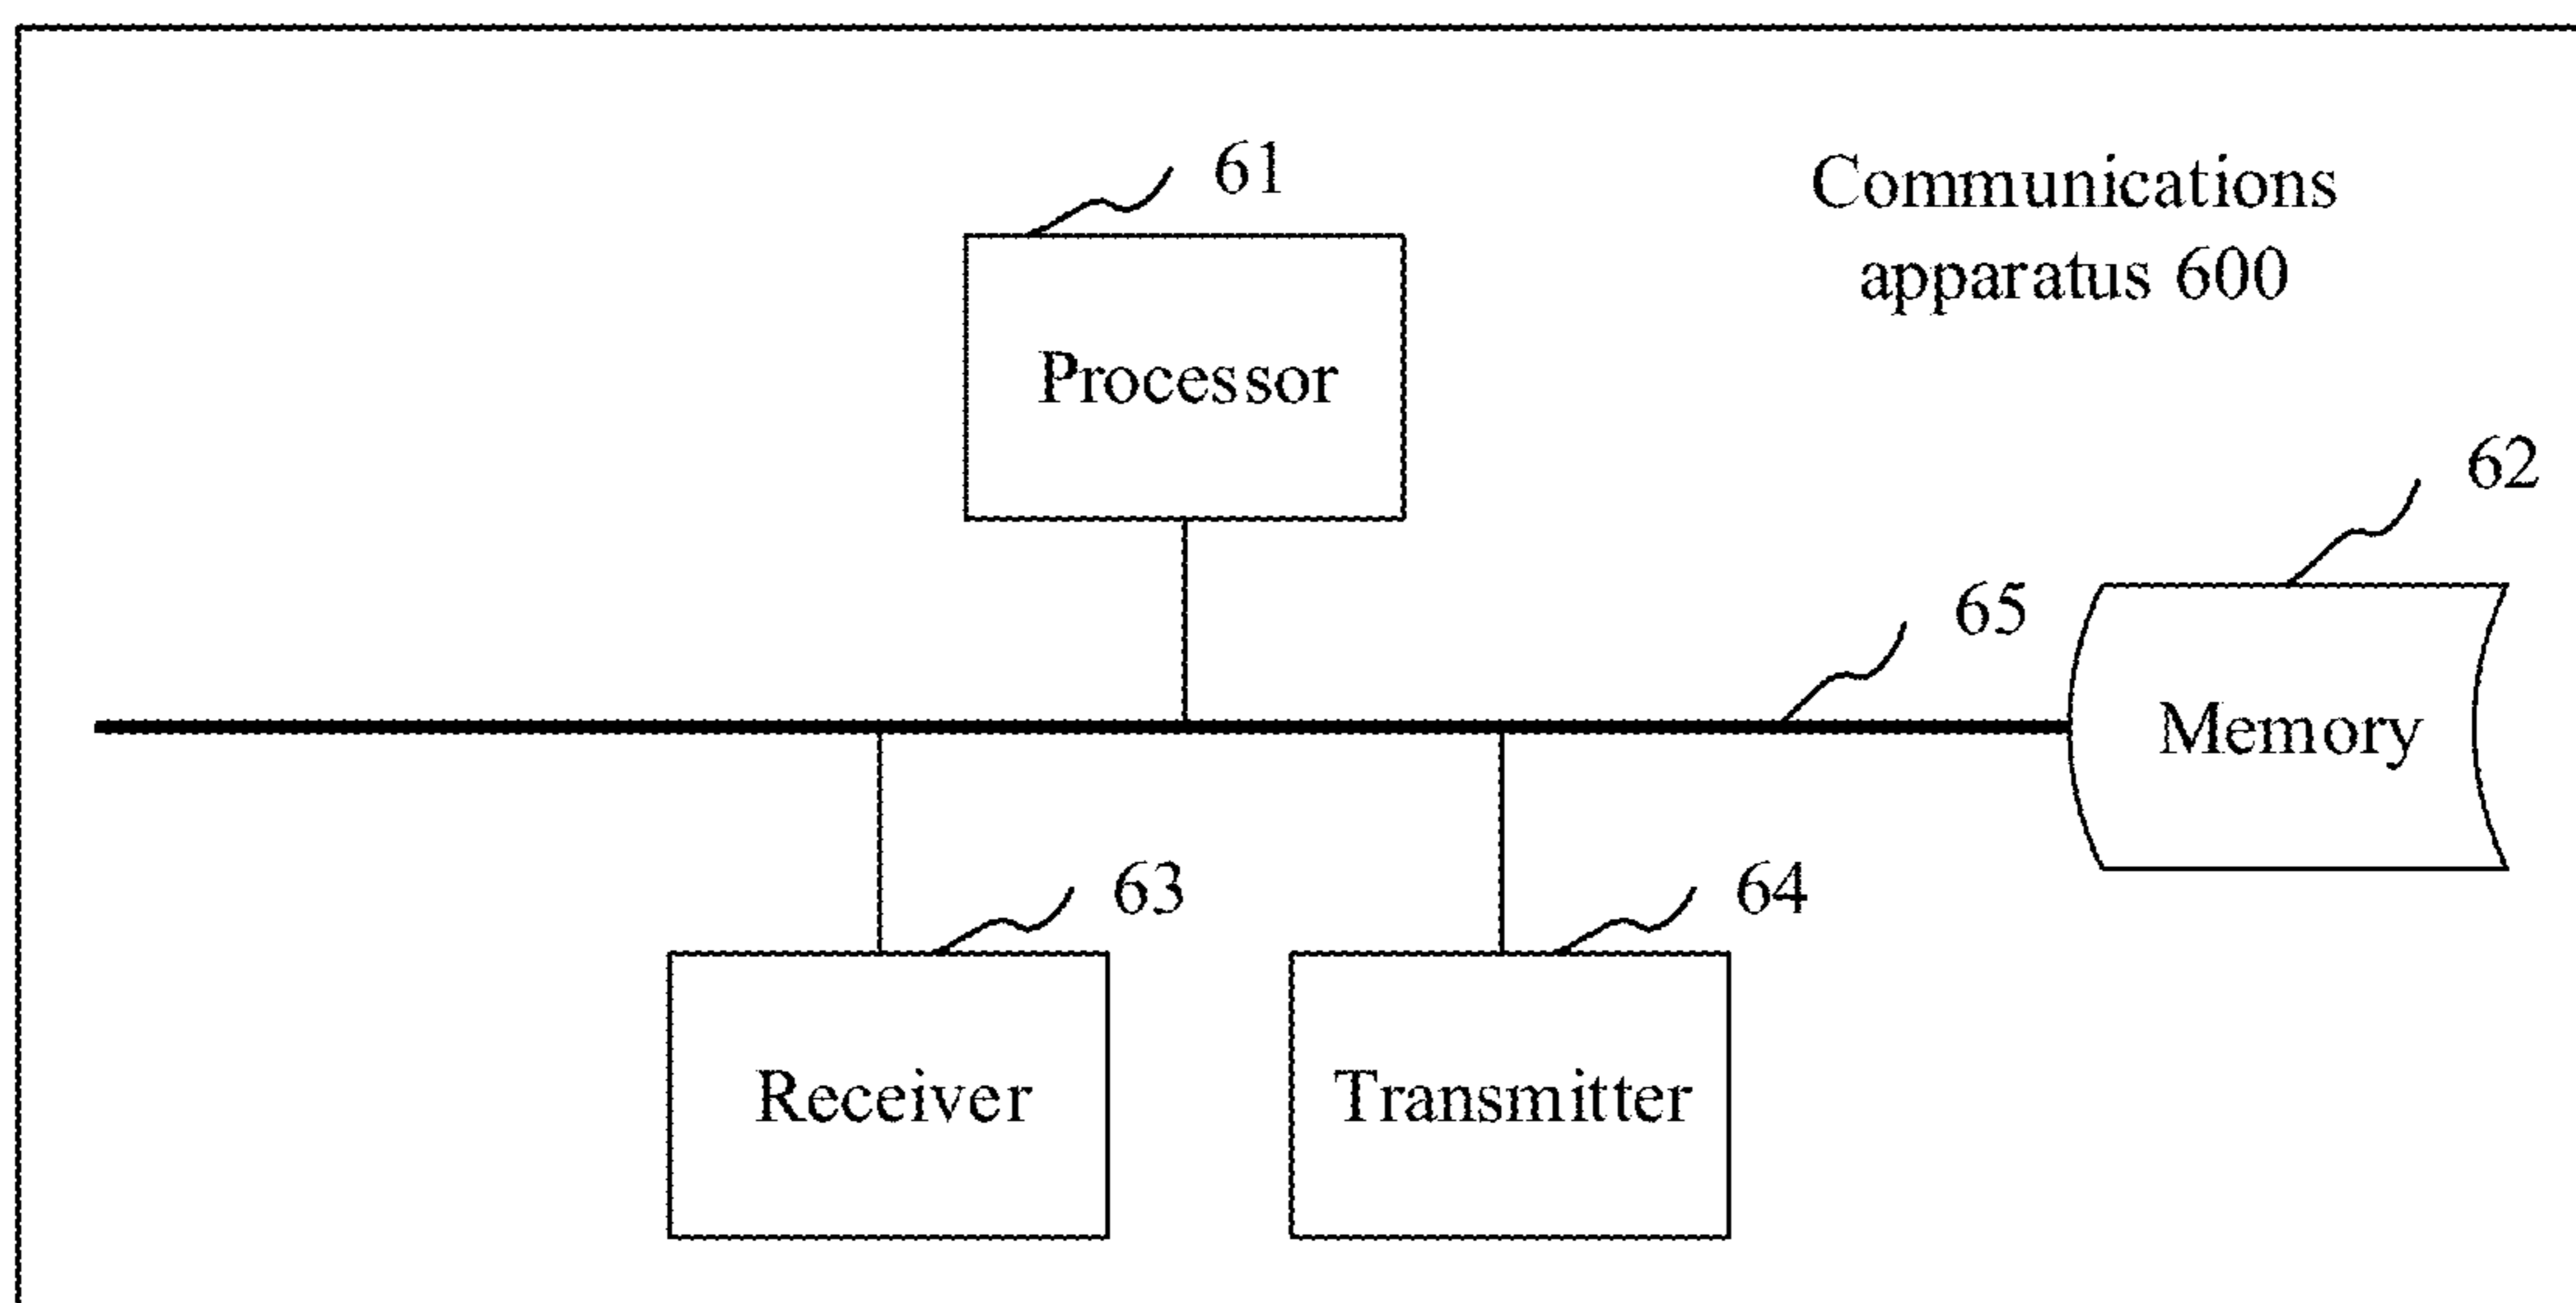 61
Communications
apparatus 600
Processor
62
65
Memory
63
64
Receiver
Transmitter